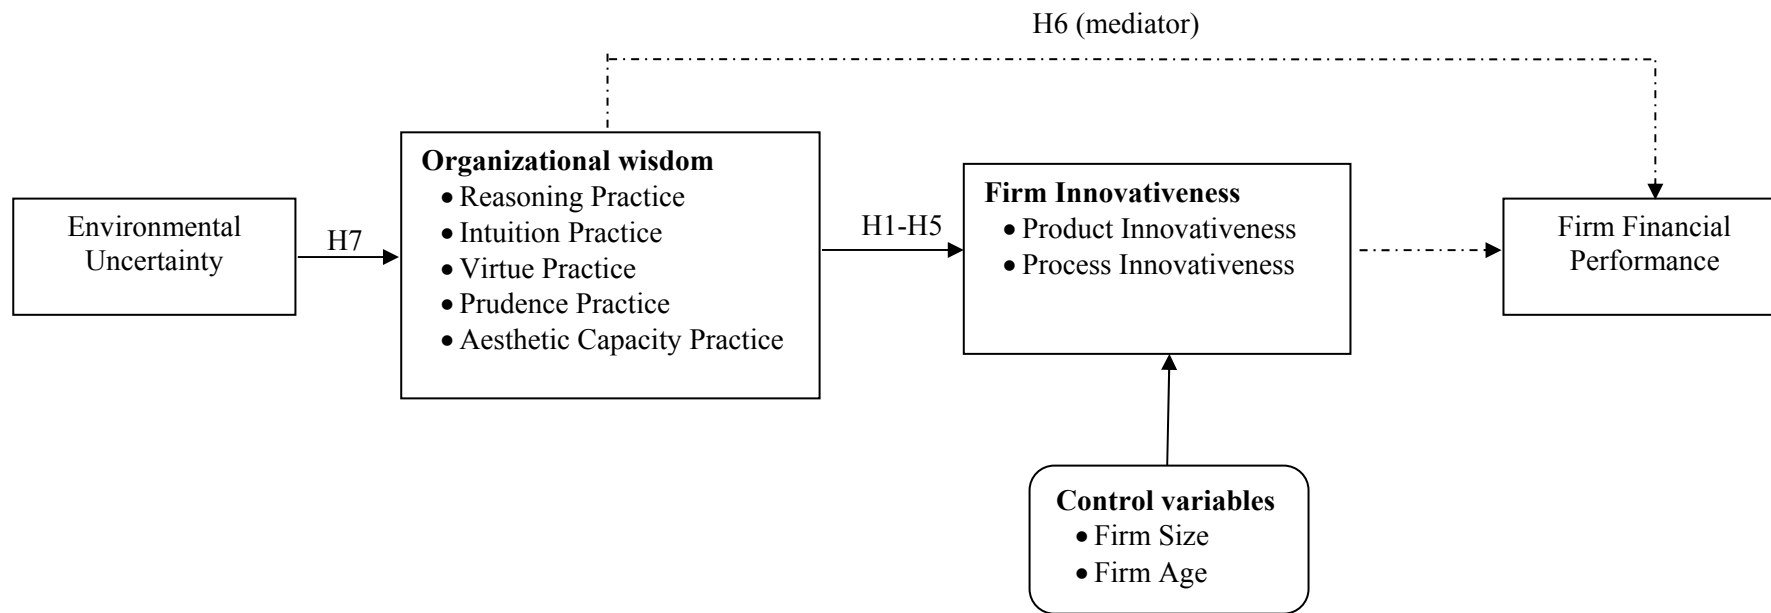 H6 (mediator)
Environmental
Uncertainty
H7
Organizational wisdom
• Reasoning Practice
• Intuition Practice
• Virtue Practice
• Prudence Practice
• Aesthetic Capacity Practice
H1-H5
Firm Innovativeness
• Product Innovativeness
• Process Innovativeness
Firm Financial
Performance
Control variables
• Firm Size
• Firm Age